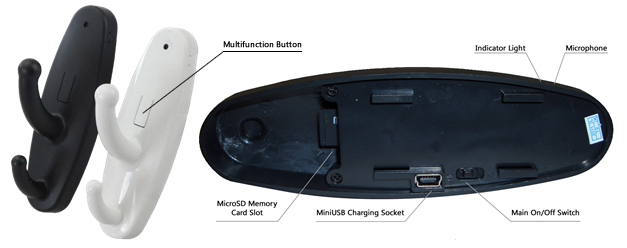 Multifunction Button
Indicator Light
Microphone
MicroSD Memory
Card Slot
MiniUSB Charging Socket
Main On/Off Switch